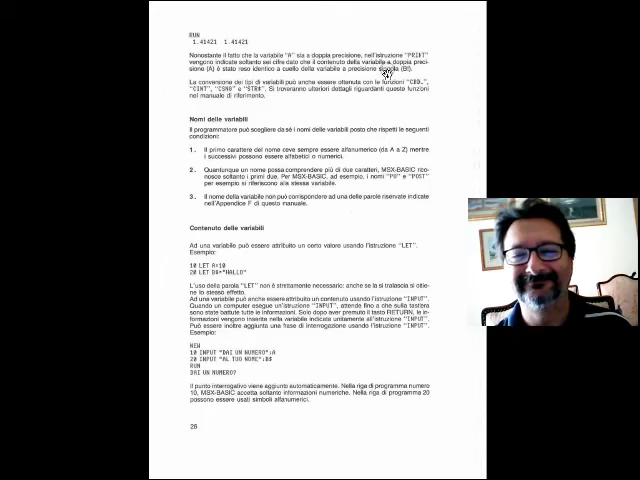 RUN
1.41421 1.41421
Nonostante il fatto che la variabile "A" sia a doppia precisione, nell'istruzione "PRINT"
vengono indicate soltanto sei cifre dato che il contenuto della variabile a doppia preci-
sione (A) è stato reso identico a quello della variabile a precisione singola (B!).
La conversione dei tipi di variabili può anche essere ottenuta con le funzioni "CDBL",
"CINT", "CSNG" e "STR$". Si troveranno ulteriori dettagli riguardanti queste funzioni
nel manuale di riferimento.
Nomi delle variabili
Il programmatore può scegliere da sé i nomi delle variabili posto che rispetti le seguenti
condizioni:
1. Il primo carattere del nome deve sempre essere alfanumerico (da A a Z) mentre
i successivi possono essere alfabetici o numerici.
2. Quantunque un nome possa comprendere più di due caratteri, MSX-BASIC rico-
nosce soltanto i primi due. Per MSX-BASIC, ad esempio, i nomi "PO" e "POST"
per esempio si riferiscono alla stessa variabile.
3. Il nome della variabile non può corrispondere ad una delle parole riservate indicate
nell'Appendice F di questo manuale.
Contenuto delle variabili
Ad una variabile può essere attribuito un certo valore usando l'istruzione "LET".
Esempio:
10 LET A=10
20 LET D$="HALLO"
L'uso della parola "LET" non è strettamente necessario: anche se la si tralascia si ottie-
ne lo stesso effetto.
Ad una variabile può anche essere attribuito un contenuto usando l'istruzione "INPUT".
Quando un computer esegue un'istruzione "INPUT", attende fino a che sulla tastiera
sono state battute tutte le informazioni. Solo dopo aver premuto il tasto RETURN, le in-
formazioni vengono inserite nella variabile indicata unitamente all'istruzione "INPUT".
Può essere inoltre aggiunta una frase di interrogazione usando l'istruzione "INPUT".
Esempio:
NEW
10 INPUT "DAI UN NUMERO";A
20 INPUT "AL TUO NOME";B$
RUN
DAI UN NUMERO?
Il punto interrogativo viene aggiunto automaticamente. Nella riga di programma numero
10, MSX-BASIC accetta soltanto informazioni numeriche. Nella riga di programma 20
possono essere usati simboli alfanumerici.
26